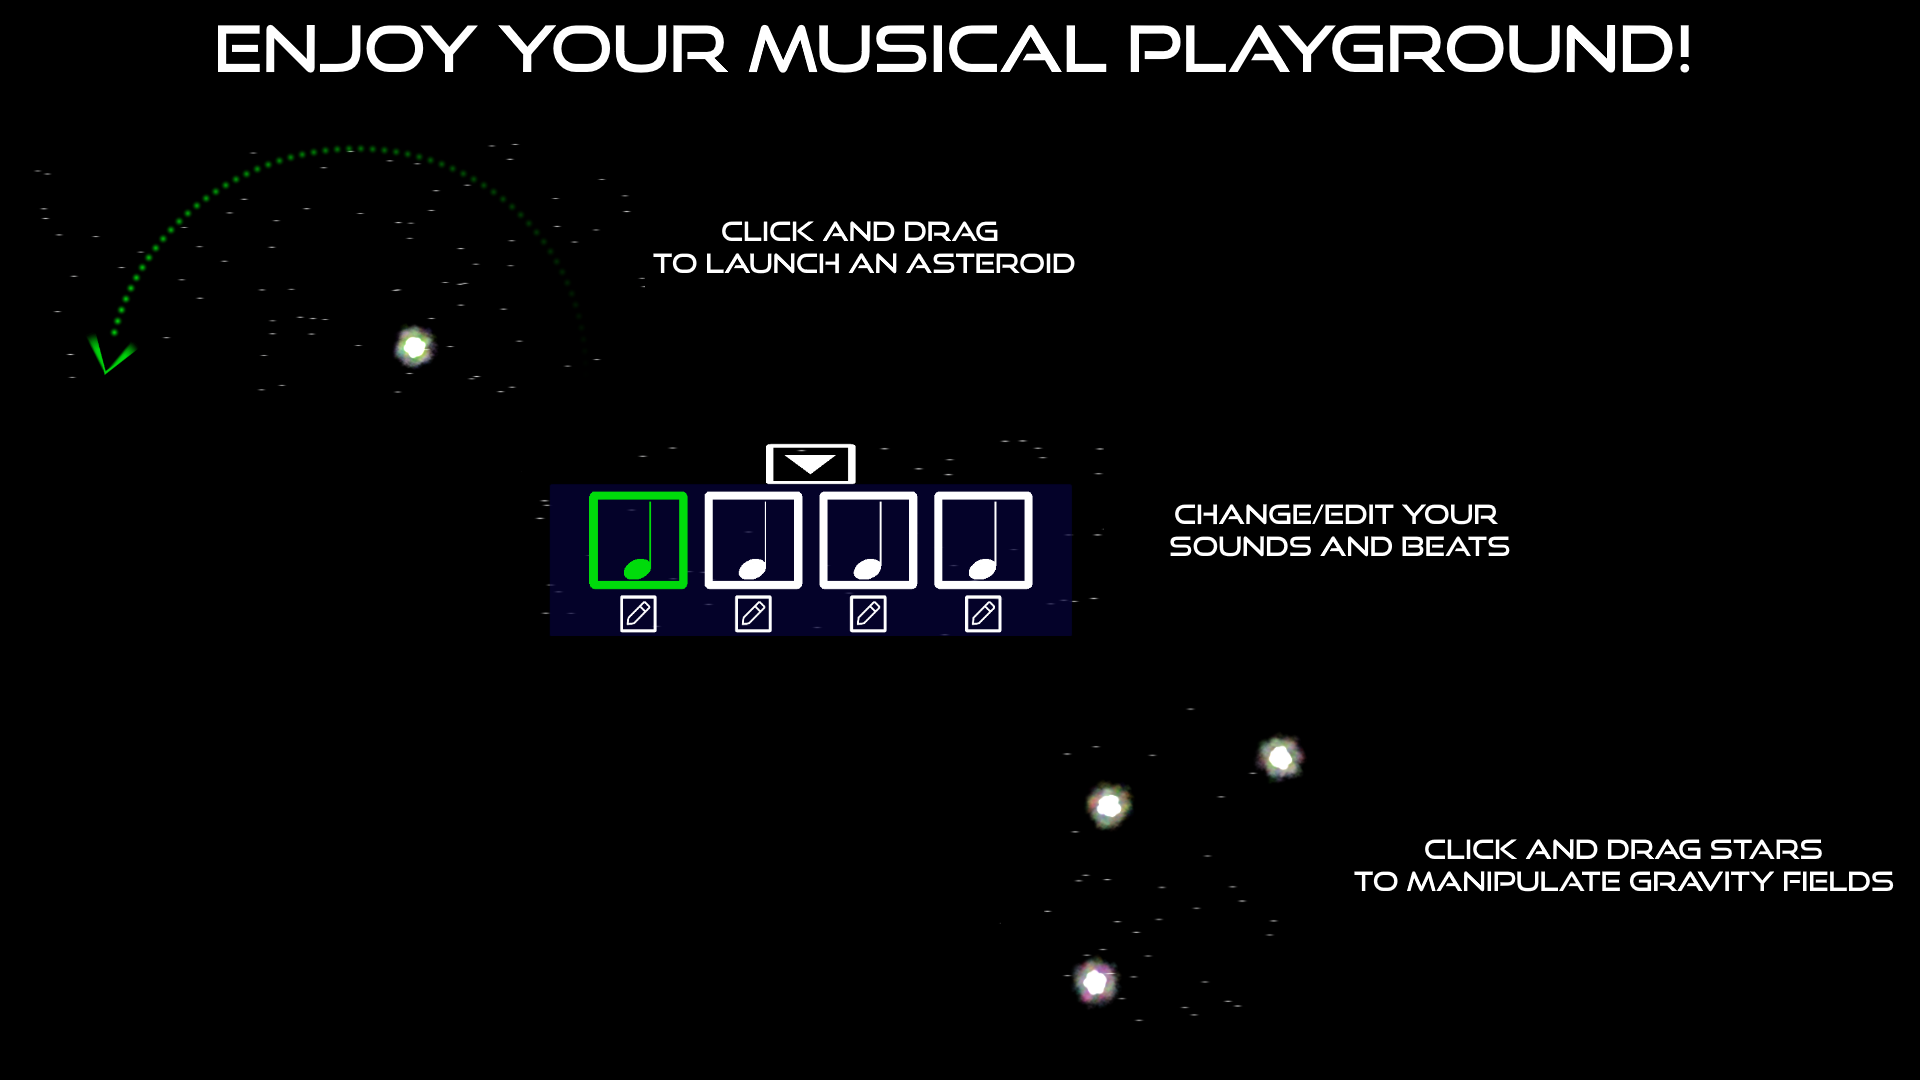 ENJOY YOUR MUSICAL PLAYGROUND!
CLICK AND DRAG
TO LAUNCH AN ASTEROID
CHANGE/EDIT YOUR
SOUNDS AND BEATS
CLICK AND DRAG STARS
TO MANIPULATE GRAVITY FIELDS